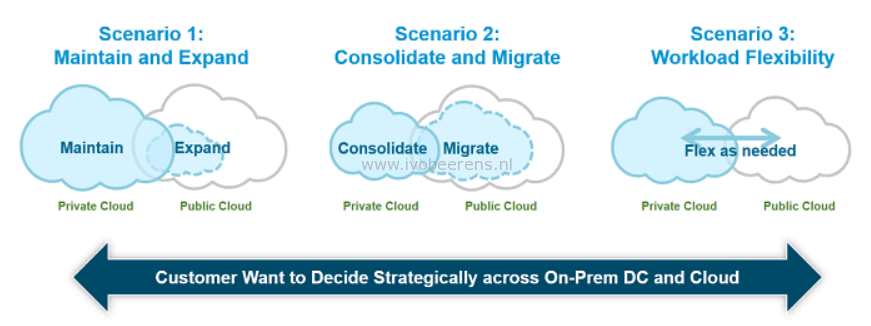 Scenario 1:
Maintain and Expand
Scenario 2:
Consolidate and Migrate
Scenario 3:
Workload Flexibility
Maintain
Expand
Consolidate
Migrate
Flex as needed
www.ivobeerens.nl
Private Cloud
Public Cloud
Private Cloud
Public Cloud
Private Cloud
Public Cloud
Customer Want to Decide Strategically across On-Prem DC and Cloud